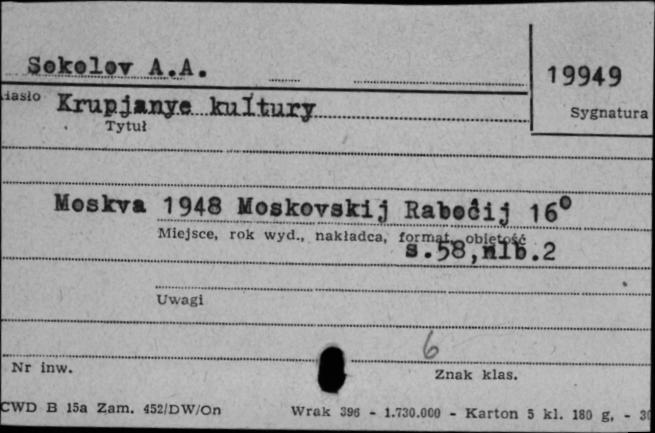 Sokolov A.A.
19949
Hasło
Krupjanye kultury
Sygnatura
Tytuł
Moskva 1948 Moskovskij Rabočij 16°
Miejsce, rok wyd., nakładca, format, objętość
s.58,nlb.2
Uwagi
6
Nr inw.
Znak klas.
CWD B 15a Zam. 452/DW/On
Wrak 396 - 1.730.000 - Karton 5 kl. 180 g, - 30